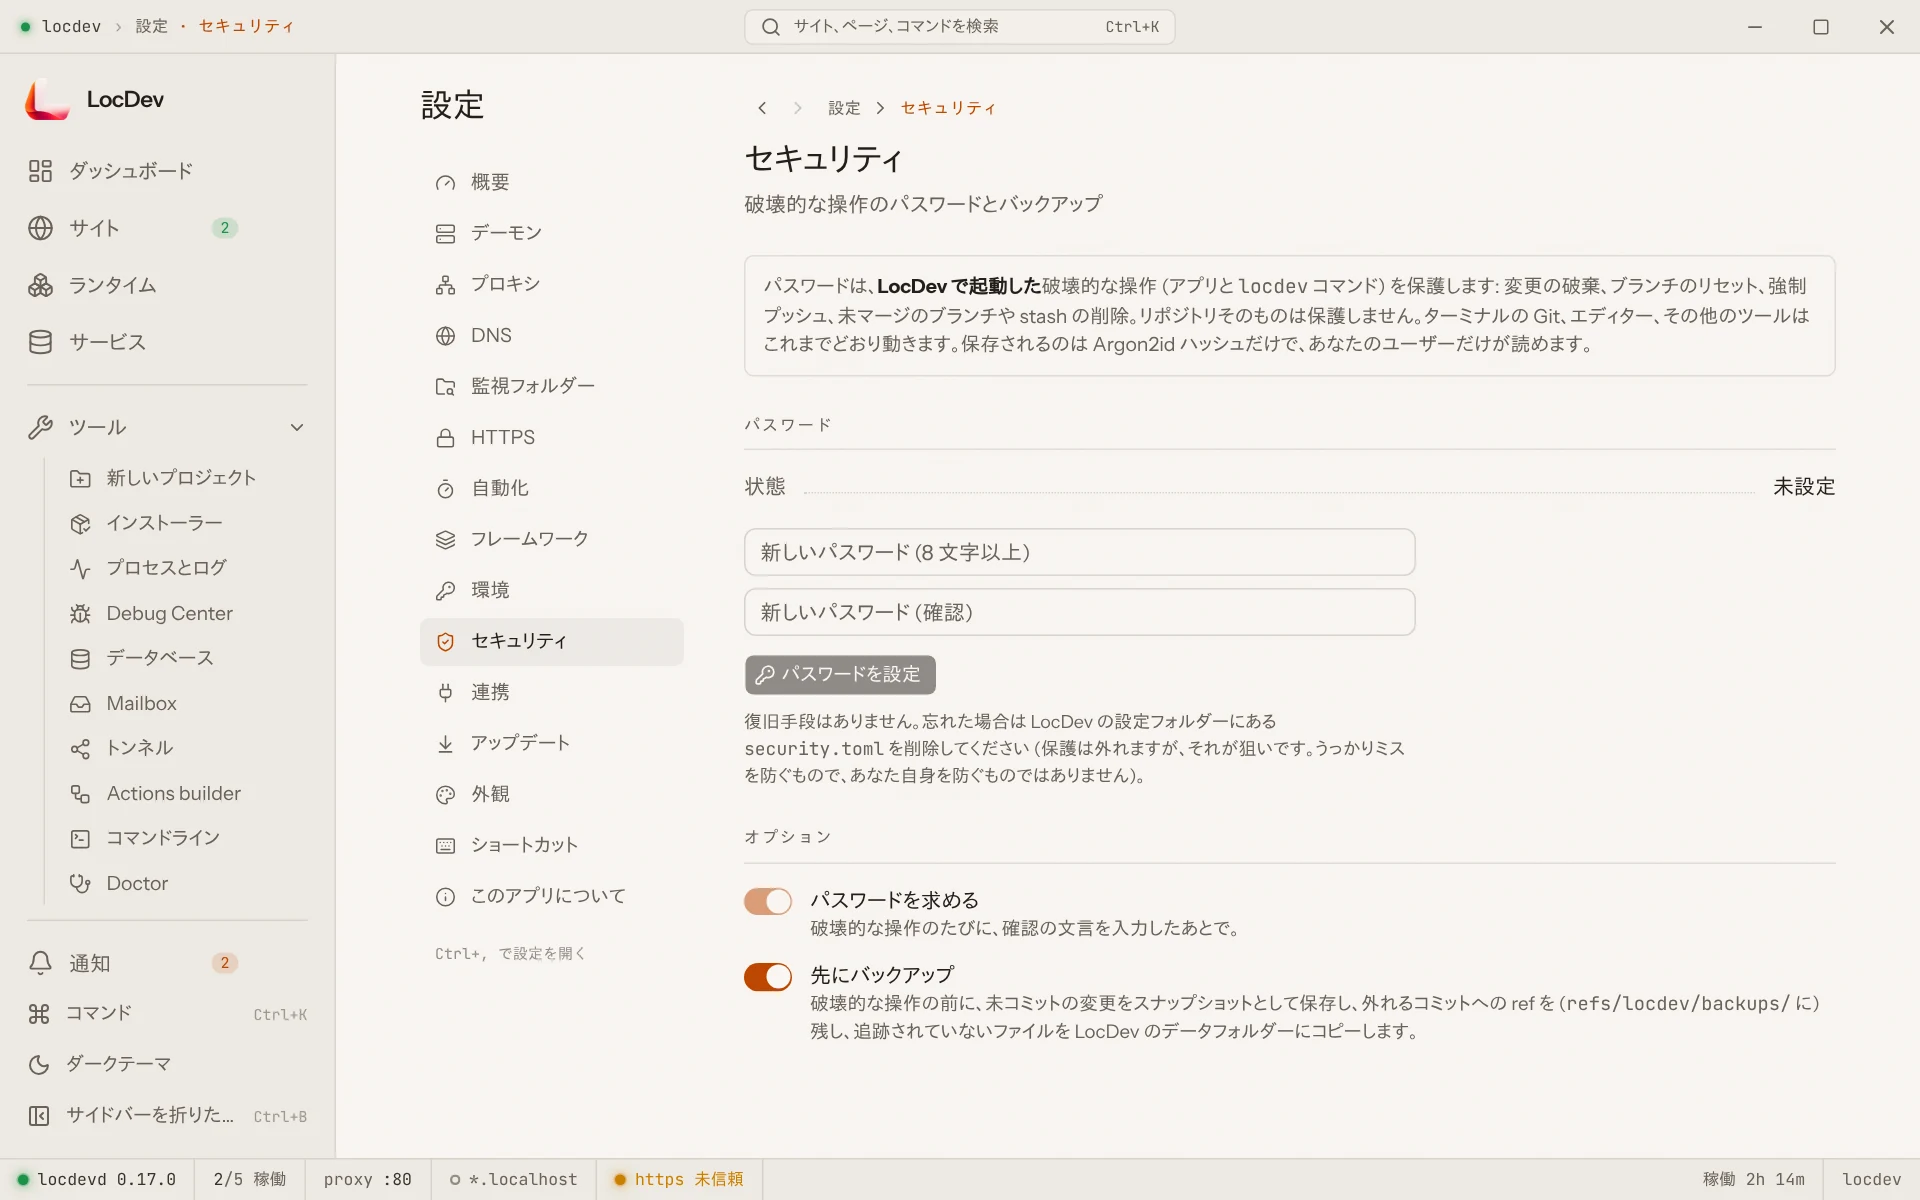 locdev › 設定 · セキュリティ
サイト、ページ、コマンドを検索 Ctrl+K
LocDev
ダッシュボード
サイト 2
ランタイム
サービス
ツール
新しいプロジェクト
インストーラー
プロセスとログ
Debug Center
データベース
Mailbox
トンネル
Actions builder
コマンドライン
Doctor
通知 2
コマンド Ctrl+K
ダークテーマ
サイドバーを折りた... Ctrl+B
設定
概要
デーモン
プロキシ
DNS
監視フォルダー
HTTPS
自動化
フレームワーク
環境
セキュリティ
連携
アップデート
外観
ショートカット
このアプリについて
Ctrl+, で設定を開く
設定 › セキュリティ
セキュリティ
破壊的な操作のパスワードとバックアップ
パスワードは、LocDev で起動した破壊的な操作 (アプリと locdev コマンド) を保護します: 変更の破棄、ブランチのリセット、強制
プッシュ、未マージのブランチや stash の削除。リポジトリそのものは保護しません。ターミナルの Git、エディター、その他のツールは
これまでどおり動きます。保存されるのは Argon2id ハッシュだけで、あなたのユーザーだけが読めます。
パスワード
状態 未設定
新しいパスワード (8 文字以上)
新しいパスワード (確認)
パスワードを設定
復旧手段はありません。忘れた場合は LocDev の設定フォルダーにある
security.toml を削除してください (保護は外れますが、それが狙いです。うっかりミス
を防ぐもので、あなた自身を防ぐものではありません)。
オプション
パスワードを求める
破壊的な操作のたびに、確認の文言を入力したあとで。
先にバックアップ
破壊的な操作の前に、未コミットの変更をスナップショットとして保存し、外れるコミットへの ref を (refs/locdev/backups/ に)
残し、追跡されていないファイルを LocDev のデータフォルダーにコピーします。
locdevd 0.17.0 2/5 稼働 proxy :80 *.localhost https 未信頼 稼働 2h 14m locdev